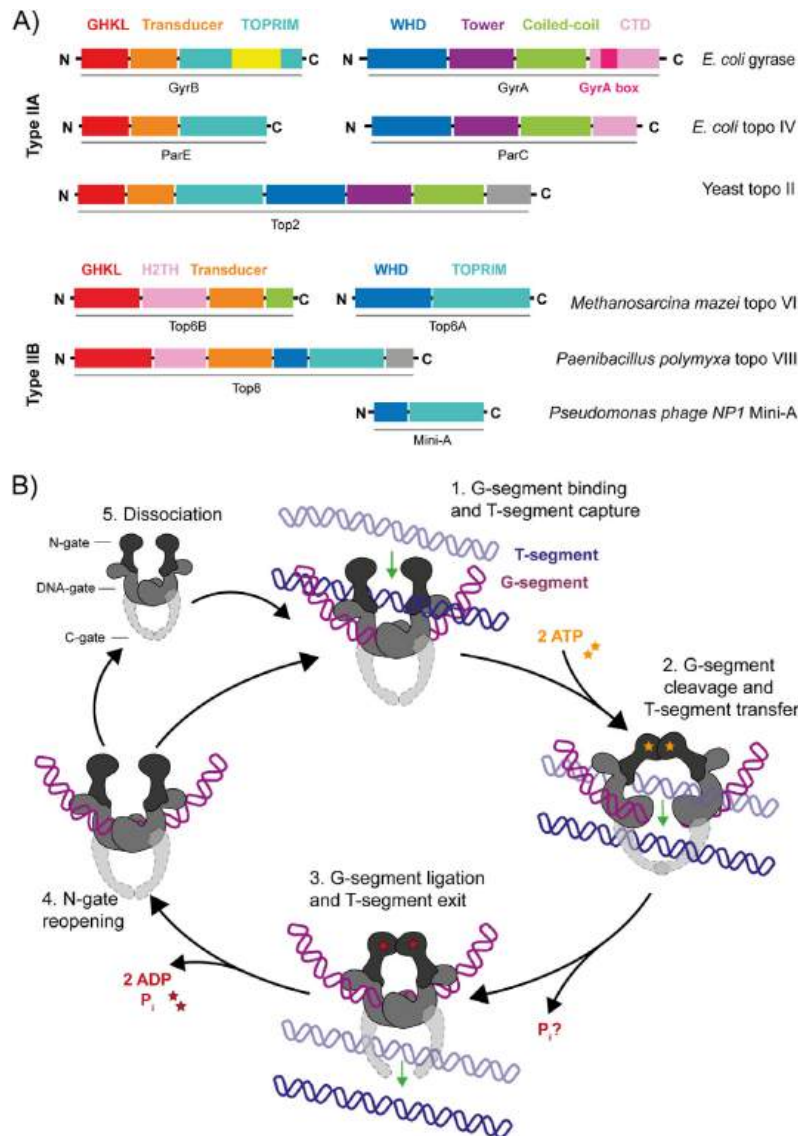 A)
GHKL Transducer TOPRIM WHD Tower Coiled-coil CTD
N C N C E. coli gyrase
GyrB GyrA GyrA box
Type IIA
N C N C E. coli topo IV
ParE ParC
N C Yeast topo II
Top2
GHKL H2TH Transducer WHD TOPRIM
N C N C Methanosarcina mazei topo VI
Top6B Top6A
Type IIB
N C Paenibacillus polymyxa topo VIII
Top8
N C Pseudomonas phage NP1 Mini-A
Mini-A
B)
1. G-segment binding
and T-segment capture
5. Dissociation
N-gate
DNA-gate
C-gate
T-segment
G-segment
2 ATP
2. G-segment
cleavage and
T-segment transfer
3. G-segment ligation
and T-segment exit
4. N-gate
reopening
2 ADP
Pi
Pi?